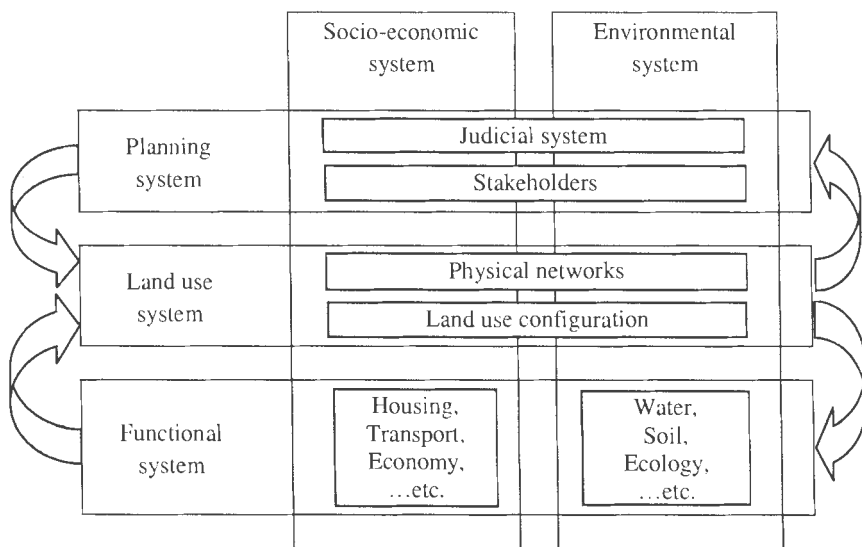 Socio-economic
system
Environmental
system
Planning
system
Judicial system
Stakeholders
Land use
system
Physical networks
Land use configuration
Functional
system
Housing,
Transport,
Economy,
...etc.
Water,
Soil,
Ecology,
...etc.